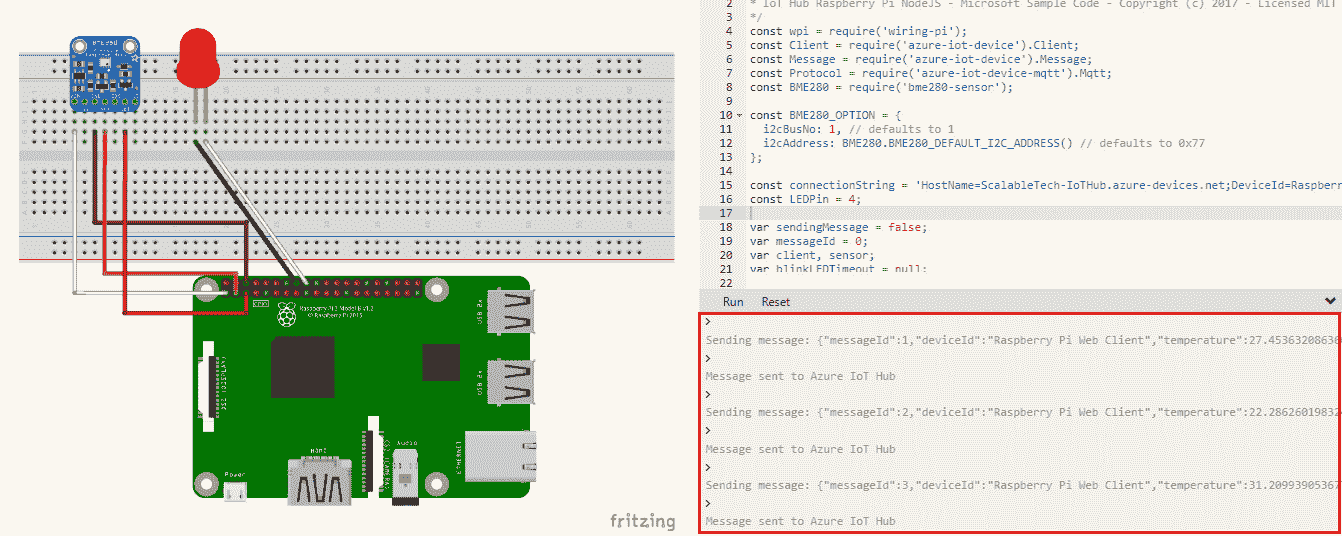 Raspberry Pi 3 Model B v1.2
© Raspberry Pi 2015
GPIO
USB 2x
USB 2x
DSI (DISPLAY)
Power
HDMI
CSI (CAMERA)
Audio
ETHERNET
fritzing
2 * IoT Hub Raspberry Pi NodeJS - Microsoft Sample Code - Copyright (c) 2017 - Licensed MIT
3 */
4 const wpi = require('wiring-pi');
5 const Client = require('azure-iot-device').Client;
6 const Message = require('azure-iot-device').Message;
7 const Protocol = require('azure-iot-device-mqtt').Mqtt;
8 const BME280 = require('bme280-sensor');
9
10 const BME280_OPTION = {
11 i2cBusNo: 1, // defaults to 1
12 i2cAddress: BME280.BME280_DEFAULT_I2C_ADDRESS() // defaults to 0x77
13 };
14
15 const connectionString = 'HostName=ScalableTech-IoTHub.azure-devices.net;DeviceId=Raspberr
16 const LEDPin = 4;
17
18 var sendingMessage = false;
19 var messageId = 0;
20 var client, sensor;
21 var blinkLEDTimeout = null;
22
Run Reset
>
Sending message: {"messageId":1,"deviceId":"Raspberry Pi Web Client","temperature":27.4536320863
>
Message sent to Azure IoT Hub
>
Sending message: {"messageId":2,"deviceId":"Raspberry Pi Web Client","temperature":22.2862601983
>
Message sent to Azure IoT Hub
>
Sending message: {"messageId":3,"deviceId":"Raspberry Pi Web Client","temperature":31.2099390536
>
Message sent to Azure IoT Hub